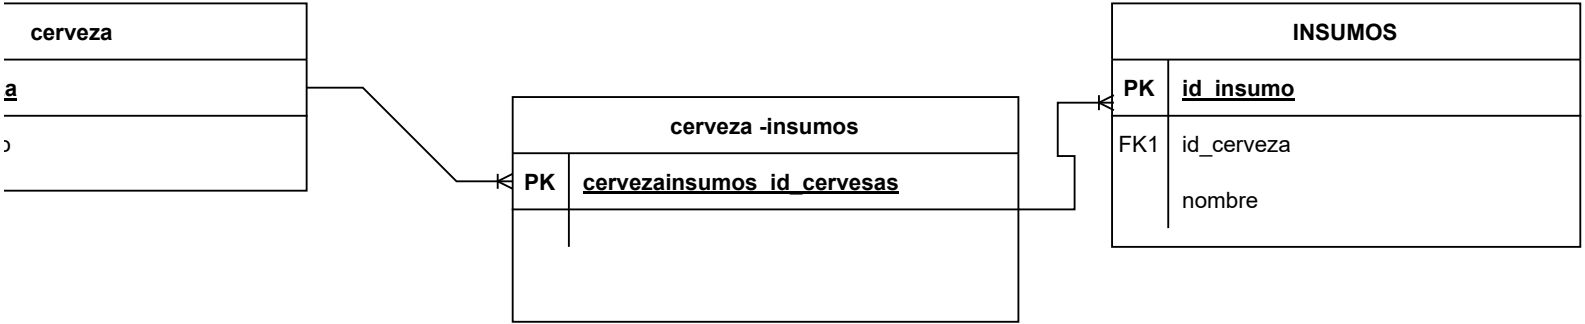 cerveza
a
INSUMOS
PK id_insumo
FK1 id_cerveza
nombre
cerveza -insumos
PK cervezainsumos_id_cervesas